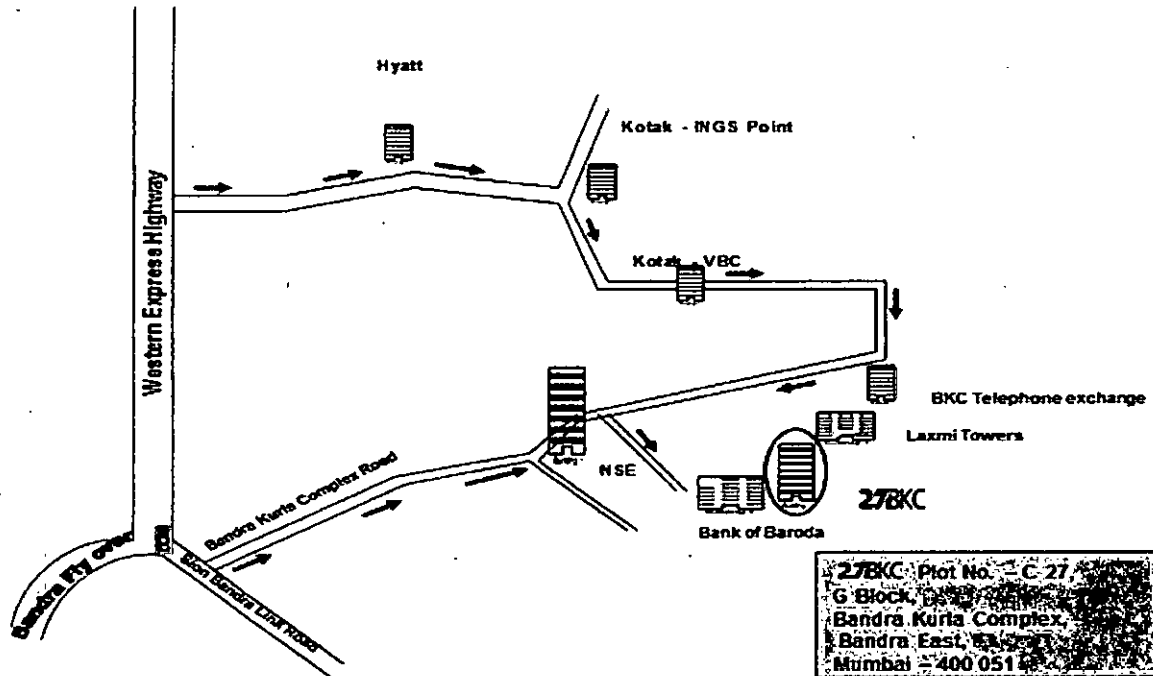 Hyatt
Kotak - INGS Point
Western Express Highway
Kotak - VBC
BKC Telephone exchange
Laxmi Towers
NSE
27BKC
Bandra Kurla Complex Road
Bank of Baroda
Bandra Fly over
Sion Bandra Link Road
27BKC Plot No. - C 27,
G Block,
Bandra Kurla Complex,
Bandra East,
Mumbai - 400 051